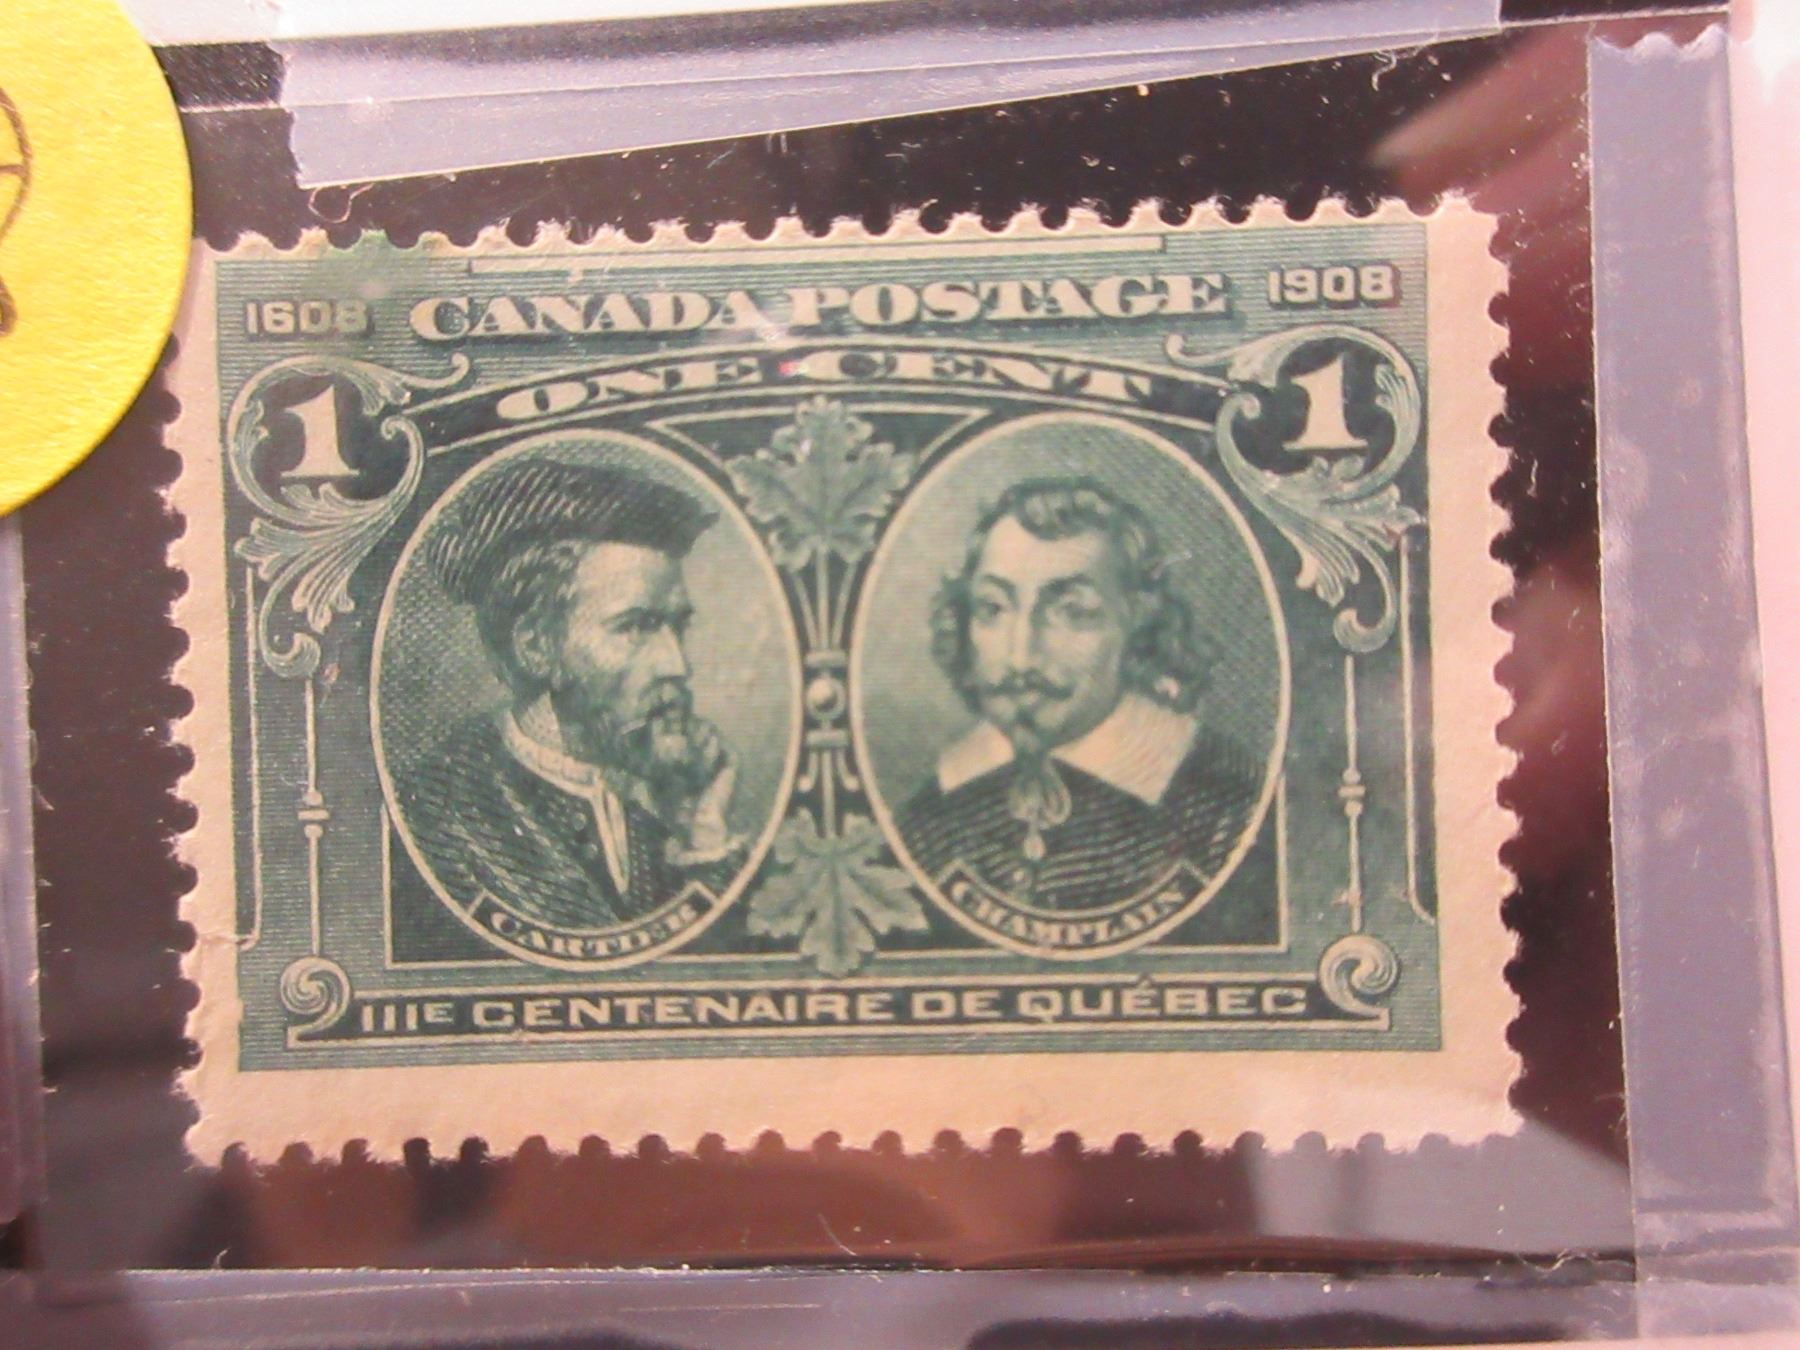 1608 CANADA POSTAGE 1908
1 ONE CENT 1
CARTIER CHAMPLAIN
IIIE CENTENAIRE DE QUÉBEC